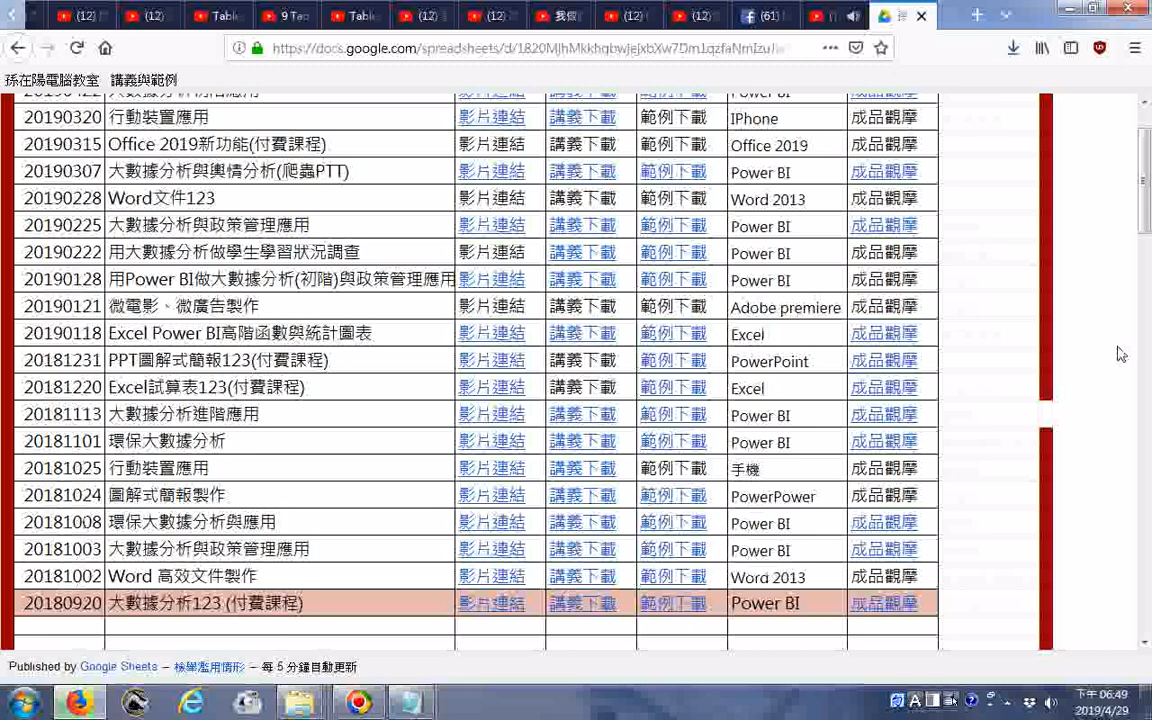 (12)
(12)
Table
9 Ta
Table
(12)
(12)
我個
(12)
(12)
(61)
https://docs.google.com/spreadsheets/d/
孫在陽電腦教室 講義與範例
20190320 行動裝置應用 影片連結 講義下載 範例下載 IPhone 成品觀摩
20190315 Office 2019新功能(付費課程) 影片連結 講義下載 範例下載 Office 2019 成品觀摩
20190307 大數據分析與輿情分析(爬蟲PTT) 影片連結 講義下載 範例下載 Power BI 成品觀摩
20190228 Word文件123 影片連結 講義下載 範例下載 Word 2013 成品觀摩
20190225 大數據分析與政策管理應用 影片連結 講義下載 範例下載 Power BI 成品觀摩
20190222 用大數據分析做學生學習狀況調查 影片連結 講義下載 範例下載 Power BI 成品觀摩
20190128 用Power BI做大數據分析(初階)與政策管理應用 影片連結 講義下載 範例下載 Power BI 成品觀摩
20190121 微電影、微廣告製作 影片連結 講義下載 範例下載 Adobe premiere 成品觀摩
20190118 Excel Power BI高階函數與統計圖表 影片連結 講義下載 範例下載 Excel 成品觀摩
20181231 PPT圖解式簡報123(付費課程) 影片連結 講義下載 範例下載 PowerPoint 成品觀摩
20181220 Excel試算表123(付費課程) 影片連結 講義下載 範例下載 Excel 成品觀摩
20181113 大數據分析進階應用 影片連結 講義下載 範例下載 Power BI 成品觀摩
20181101 環保大數據分析 影片連結 講義下載 範例下載 Power BI 成品觀摩
20181025 行動裝置應用 影片連結 講義下載 範例下載 手機 成品觀摩
20181024 圖解式簡報製作 影片連結 講義下載 範例下載 PowerPower 成品觀摩
20181008 環保大數據分析與應用 影片連結 講義下載 範例下載 Power BI 成品觀摩
20181003 大數據分析與政策管理應用 影片連結 講義下載 範例下載 Power BI 成品觀摩
20181002 Word 高效文件製作 影片連結 講義下載 範例下載 Word 2013 成品觀摩
20180920 大數據分析123 (付費課程) 影片連結 講義下載 範例下載 Power BI 成品觀摩
Published by Google Sheets – 檢舉濫用情形 – 每 5 分鐘自動更新
下午 06:49
2019/4/29